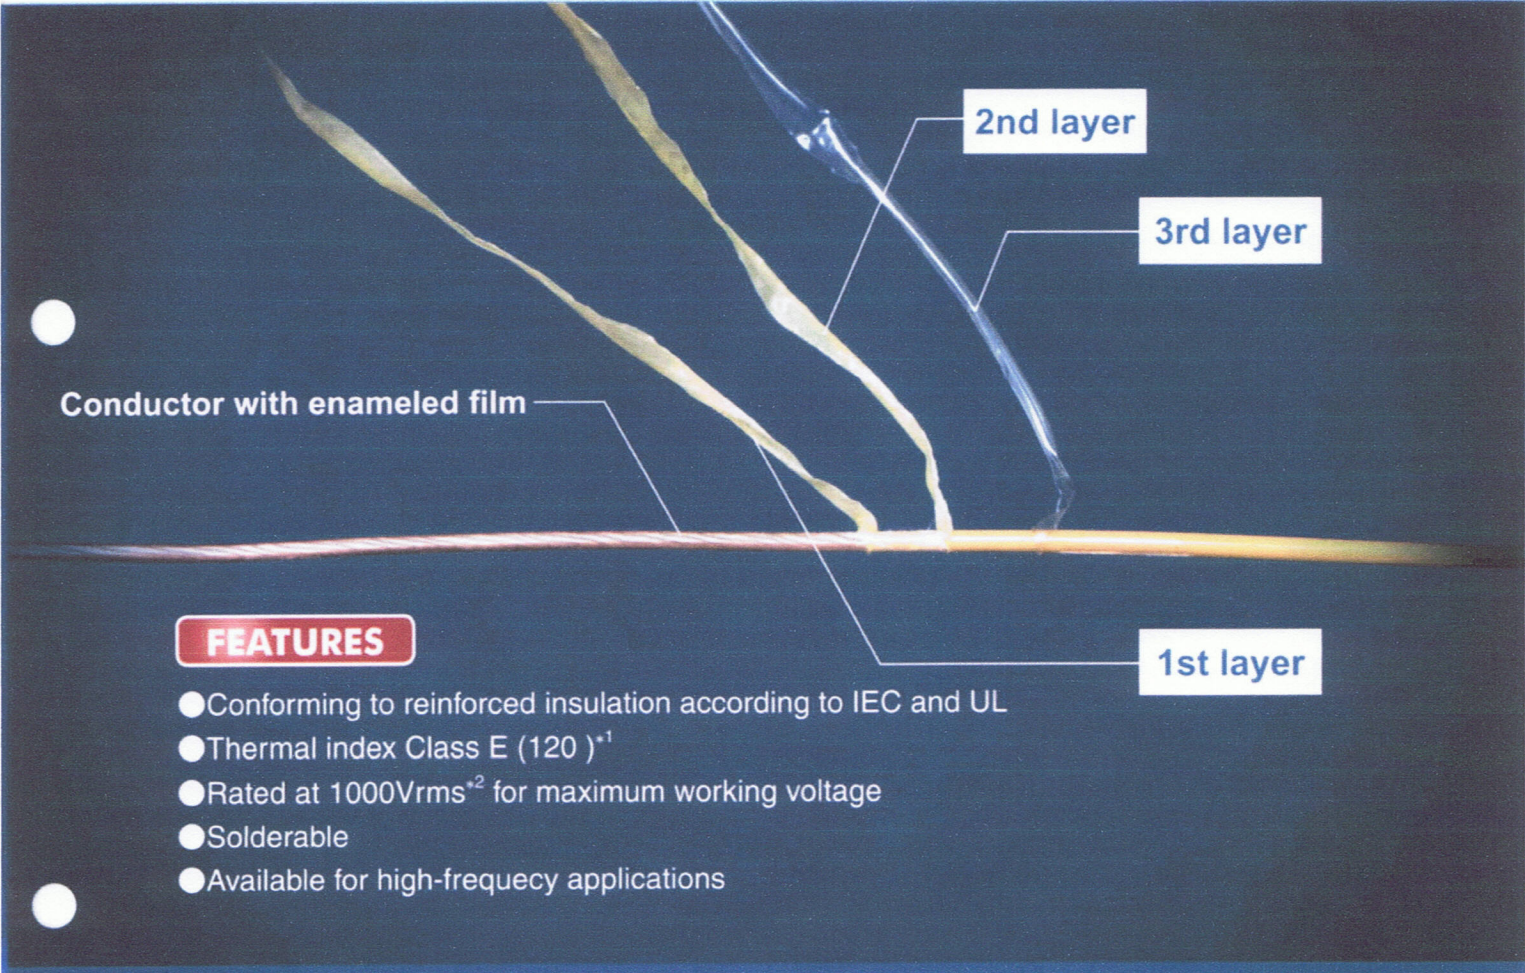 2nd layer
3rd layer
Conductor with enameled film
1st layer
FEATURES
●Conforming to reinforced insulation according to IEC and UL
●Thermal index Class E (120 )*1
●Rated at 1000Vrms*2 for maximum working voltage
●Solderable
●Available for high-frequecy applications